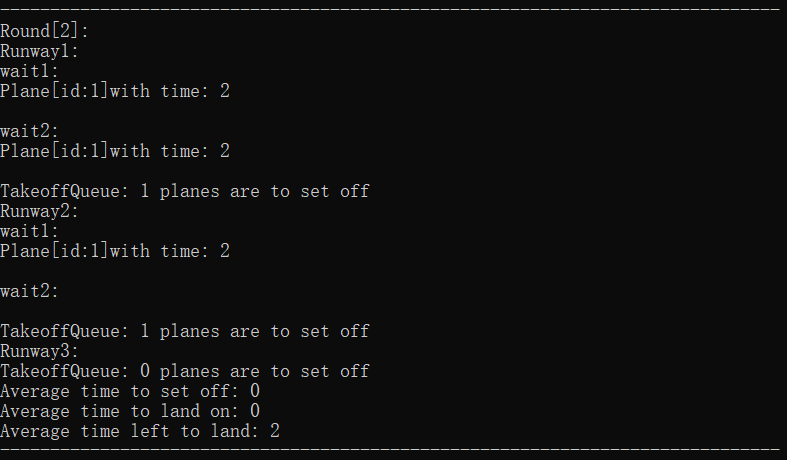 ------------------------------------------------------------------------------
Round[2]:
Runway1:
wait1:
Plane[id:1]with time: 2
wait2:
Plane[id:1]with time: 2
TakeoffQueue: 1 planes are to set off
Runway2:
wait1:
Plane[id:1]with time: 2
wait2:
TakeoffQueue: 1 planes are to set off
Runway3:
TakeoffQueue: 0 planes are to set off
Average time to set off: 0
Average time to land on: 0
Average time left to land: 2
------------------------------------------------------------------------------